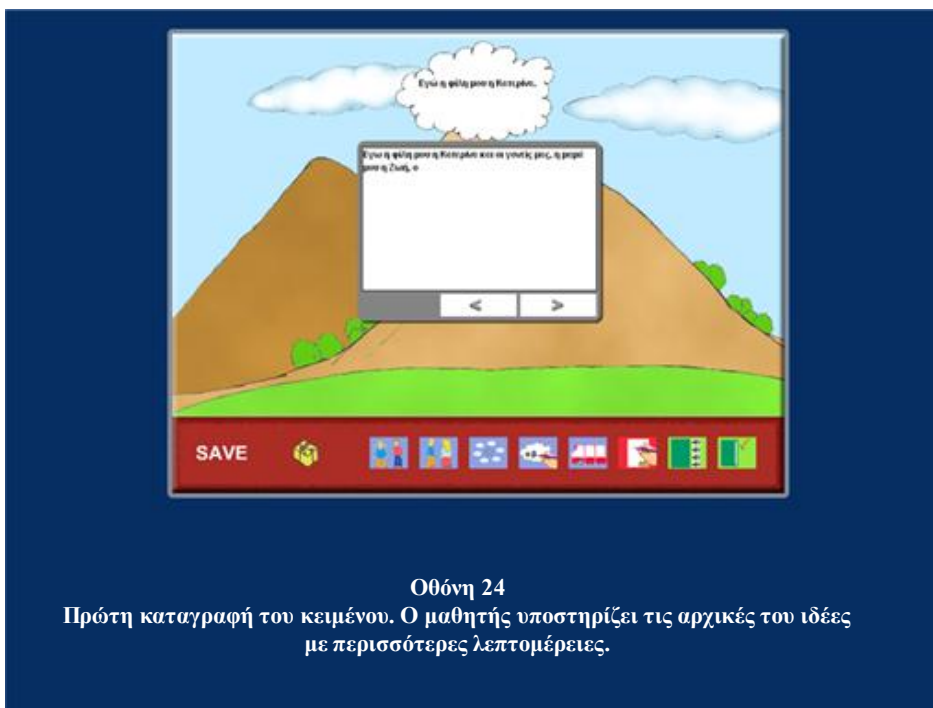 Εγώ η φίλη μου η Κατερίνα.
Εγω η φίλη μου η Κατερίνα και οι γονείς μας, η μαμά
μου η Ζωή, ο
< >
SAVE
Οθόνη 24
Πρώτη καταγραφή του κειμένου. Ο μαθητής υποστηρίζει τις αρχικές του ιδέες
με περισσότερες λεπτομέρειες.